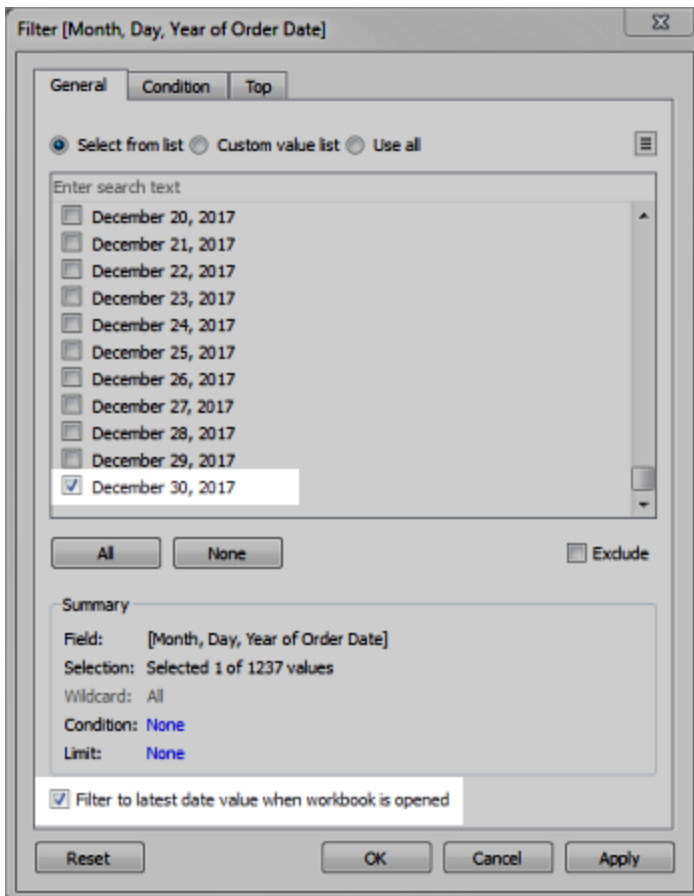 Filter [Month, Day, Year of Order Date]
General Condition Top
Select from list Custom value list Use all
Enter search text
December 20, 2017
December 21, 2017
December 22, 2017
December 23, 2017
December 24, 2017
December 25, 2017
December 26, 2017
December 27, 2017
December 28, 2017
December 29, 2017
December 30, 2017
All None Exclude
Summary
Field: [Month, Day, Year of Order Date]
Selection: Selected 1 of 1237 values
Wildcard: All
Condition: None
Limit: None
Filter to latest date value when workbook is opened
Reset OK Cancel Apply